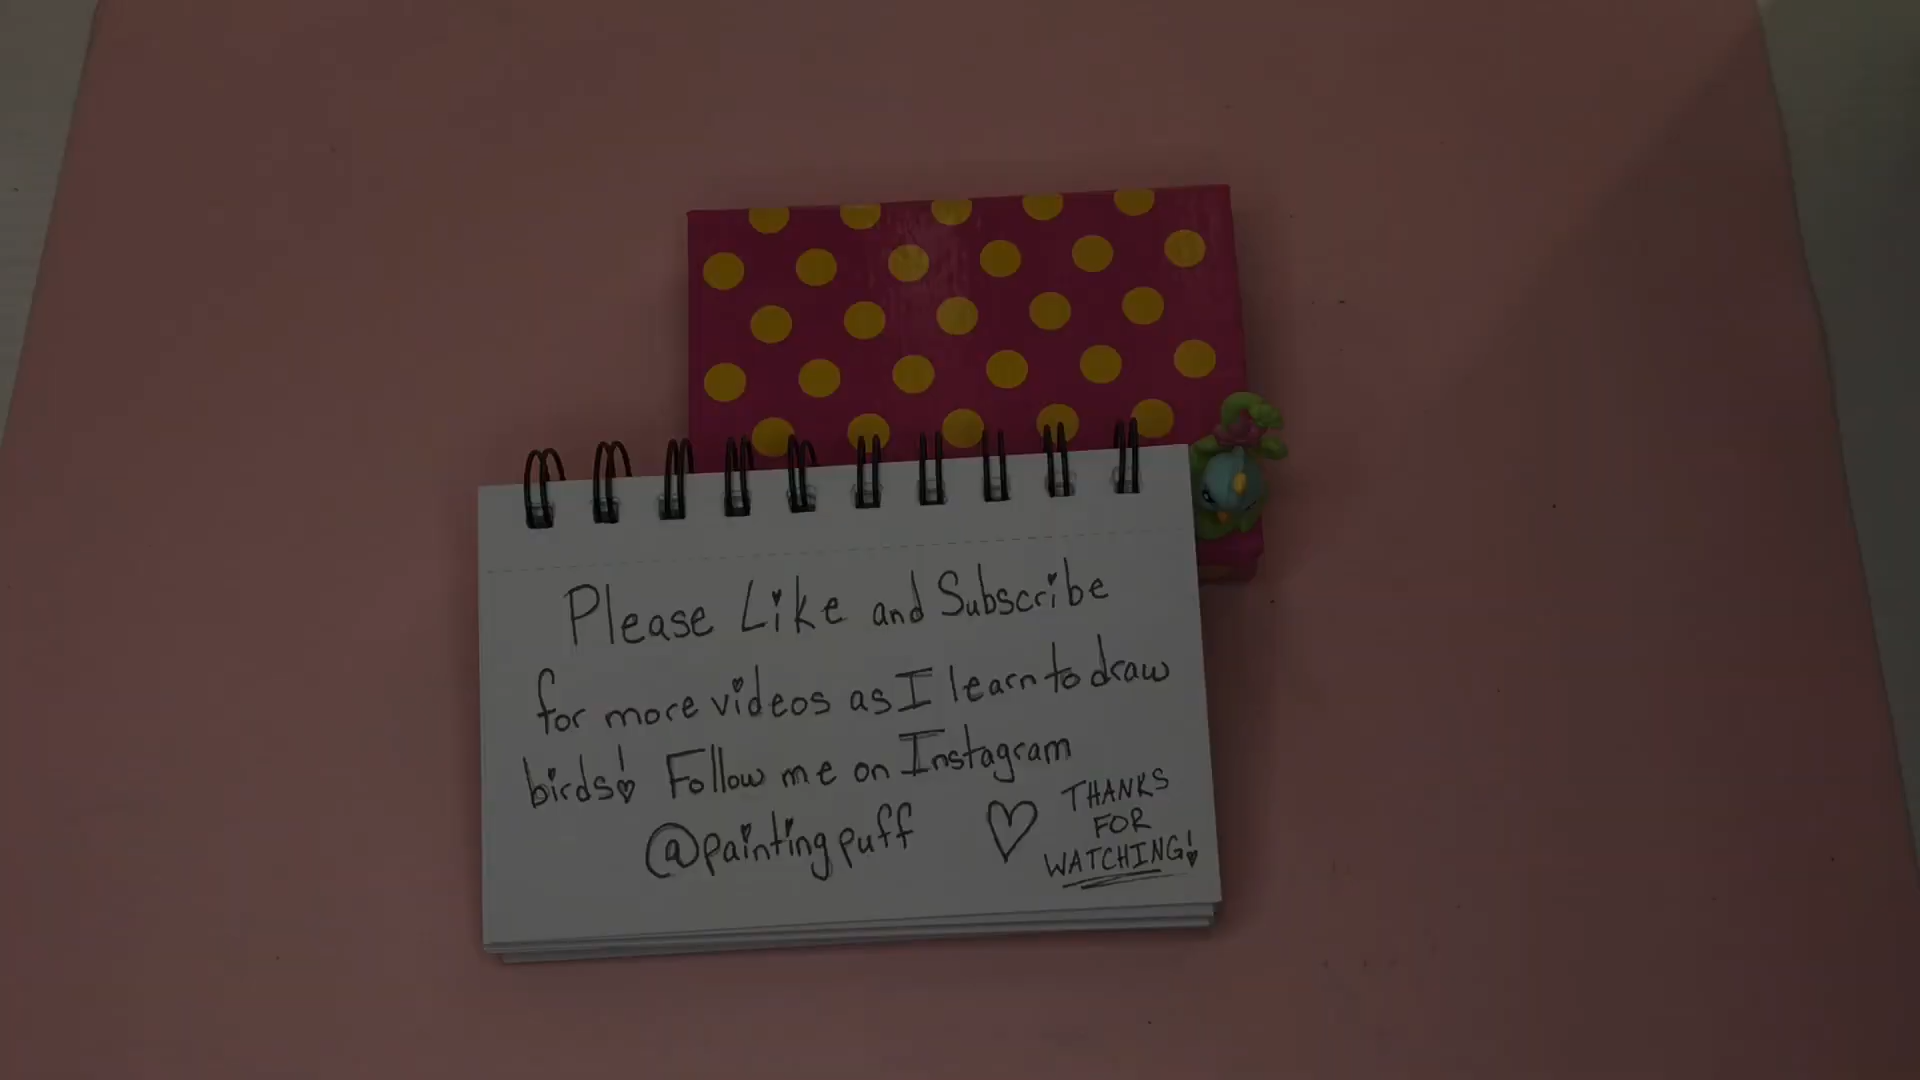 Please Like and Subscribe
for more videos as I learn to draw
birds! Follow me on Instagram
@paintingpuff
THANKS
FOR
WATCHING!